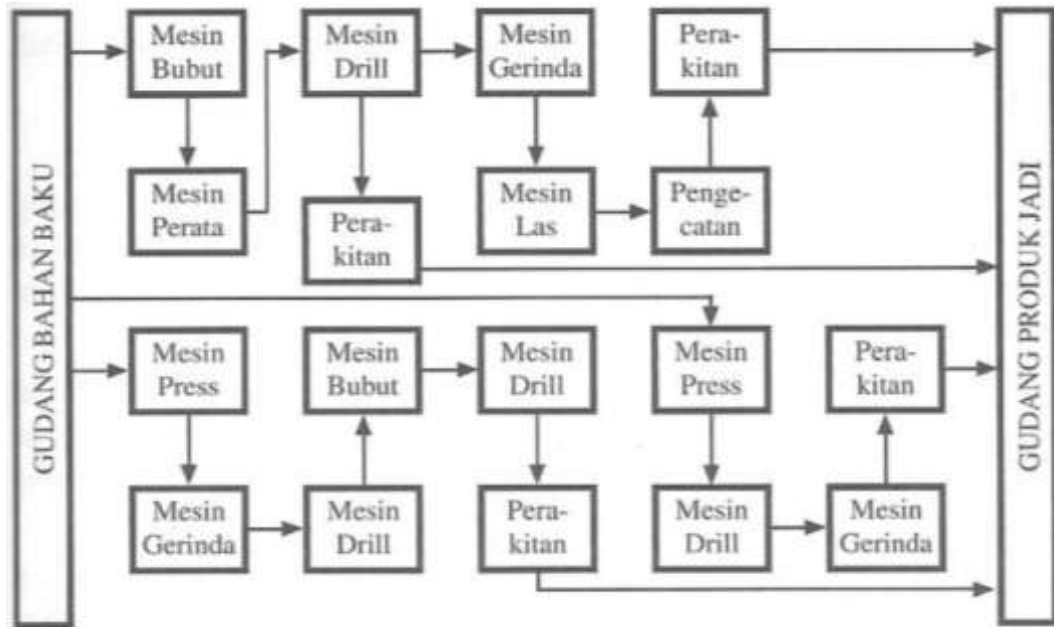 GUDANG BAHAN BAKU
Mesin
Bubut
Mesin
Drill
Mesin
Gerinda
Pera-
kitan
Mesin
Perata
Pera-
kitan
Mesin
Las
Penge-
catan
Mesin
Press
Mesin
Bubut
Mesin
Drill
Mesin
Press
Pera-
kitan
Mesin
Gerinda
Mesin
Drill
Pera-
kitan
Mesin
Drill
Mesin
Gerinda
GUDANG PRODUK JADI